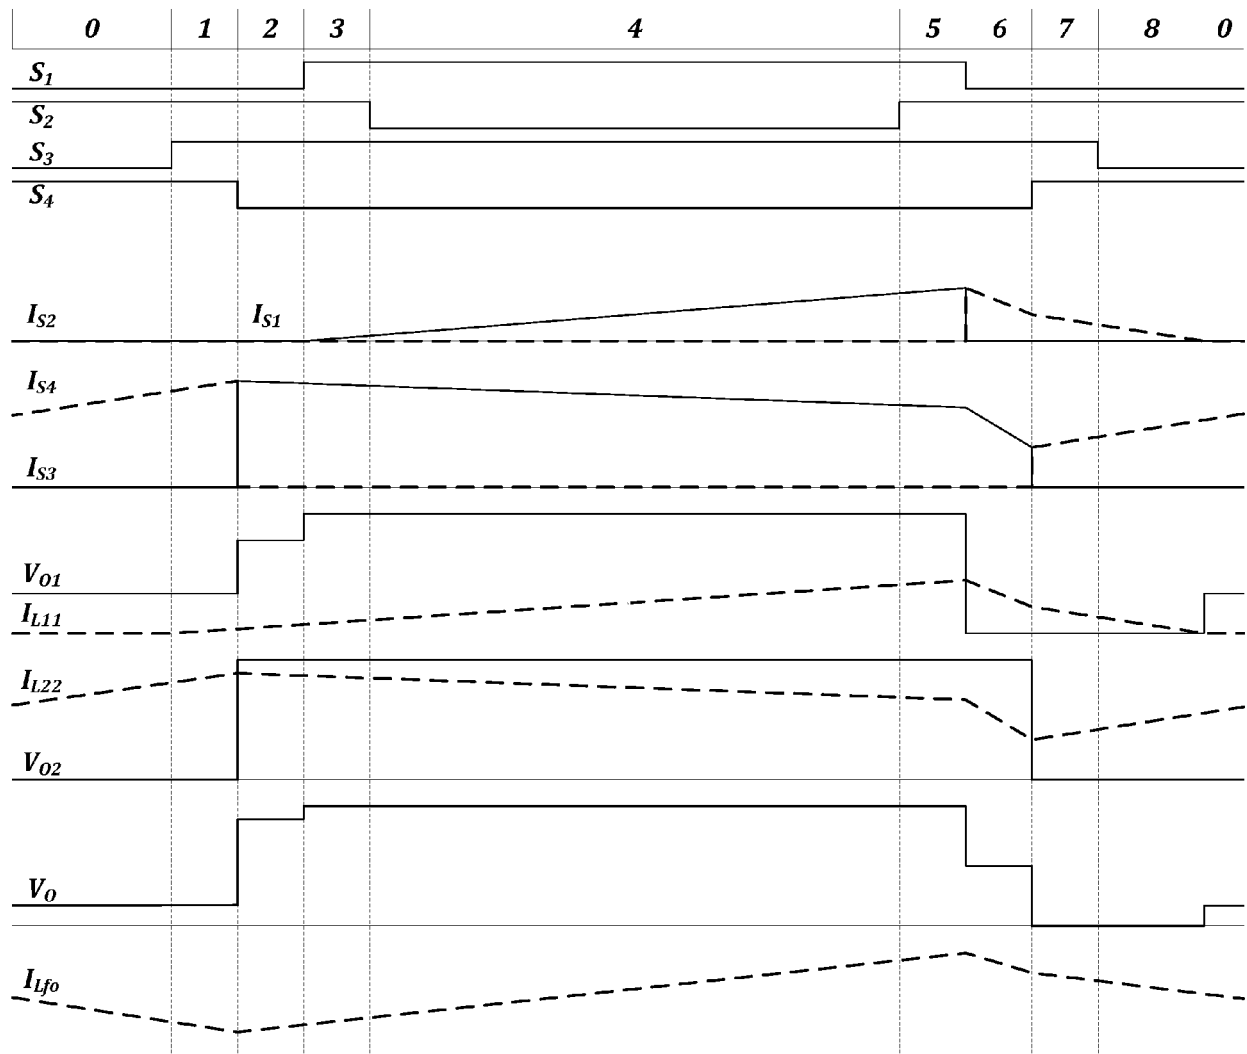 0 1 2 3 4 5 6 7 8 0
S1
S2
S3
S4
IS2 IS1
IS4
IS3
VO1
IL11
IL22
VO2
VO
ILfo